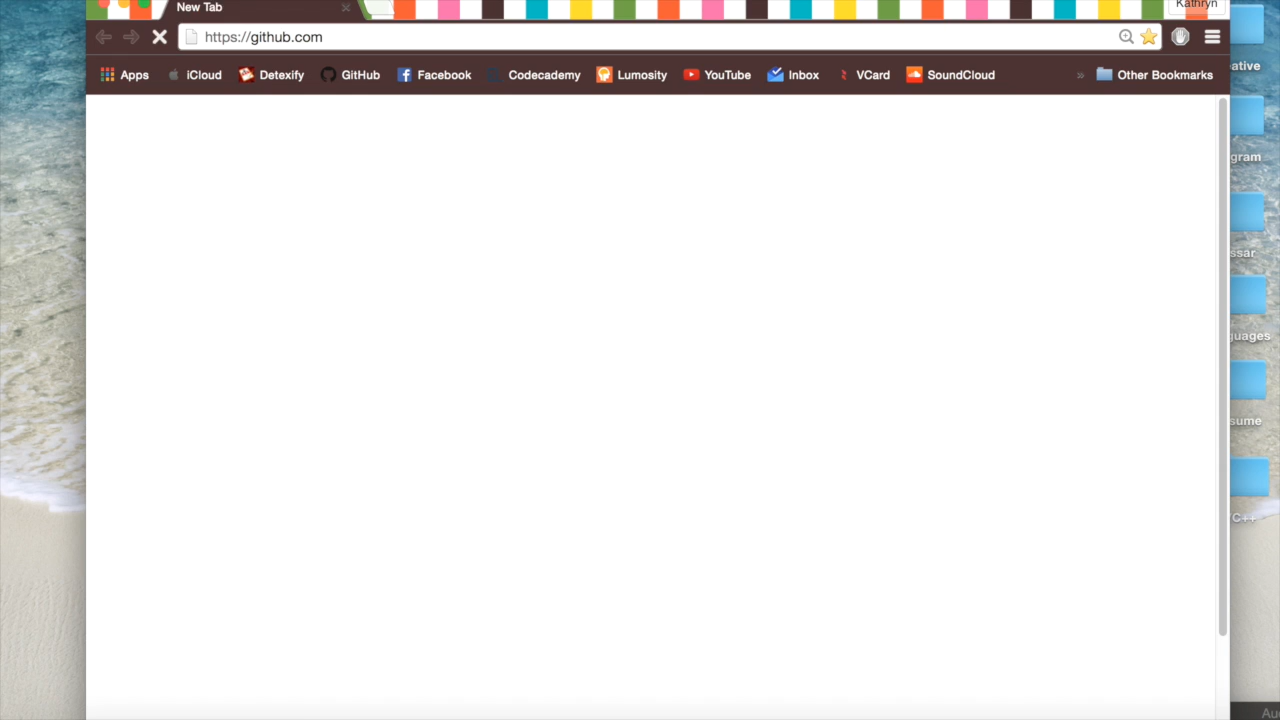 Kathryn
New Tab
https://github.com
Apps iCloud Detexify GitHub Facebook Codecademy Lumosity YouTube Inbox VCard SoundCloud » Other Bookmarks
ative
gram
ssar
guages
sume
C++